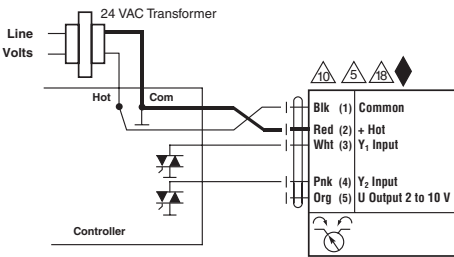 24 VAC Transformer
Line
Volts
Hot
Com
10
5
18
Blk (1) Common
Red (2) + Hot
Wht (3) Y₁ Input
Pnk (4) Y₂ Input
Org (5) U Output 2 to 10 V
Controller